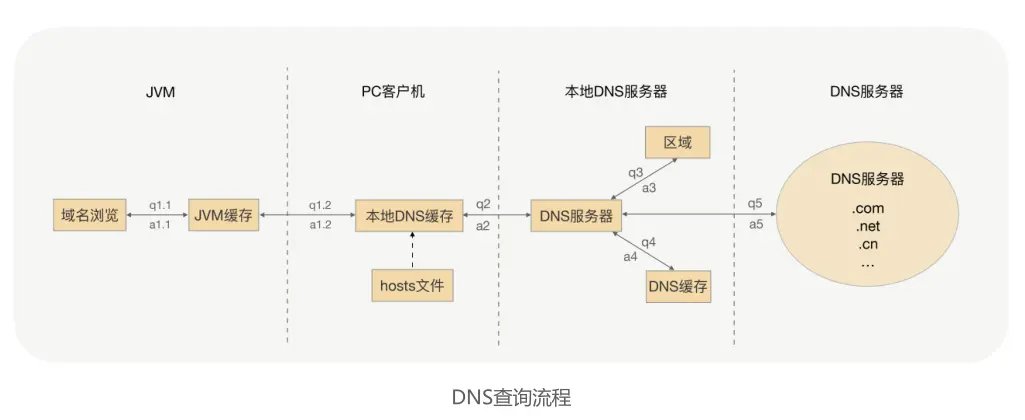 JVM
PC客户机
本地DNS服务器
DNS服务器
区域
q3
a3
DNS服务器
.com
.net
.cn
...
域名浏览
q1.1
a1.1
JVM缓存
q1.2
a1.2
本地DNS缓存
q2
a2
DNS服务器
q5
a5
q4
a4
hosts文件
DNS缓存
DNS查询流程